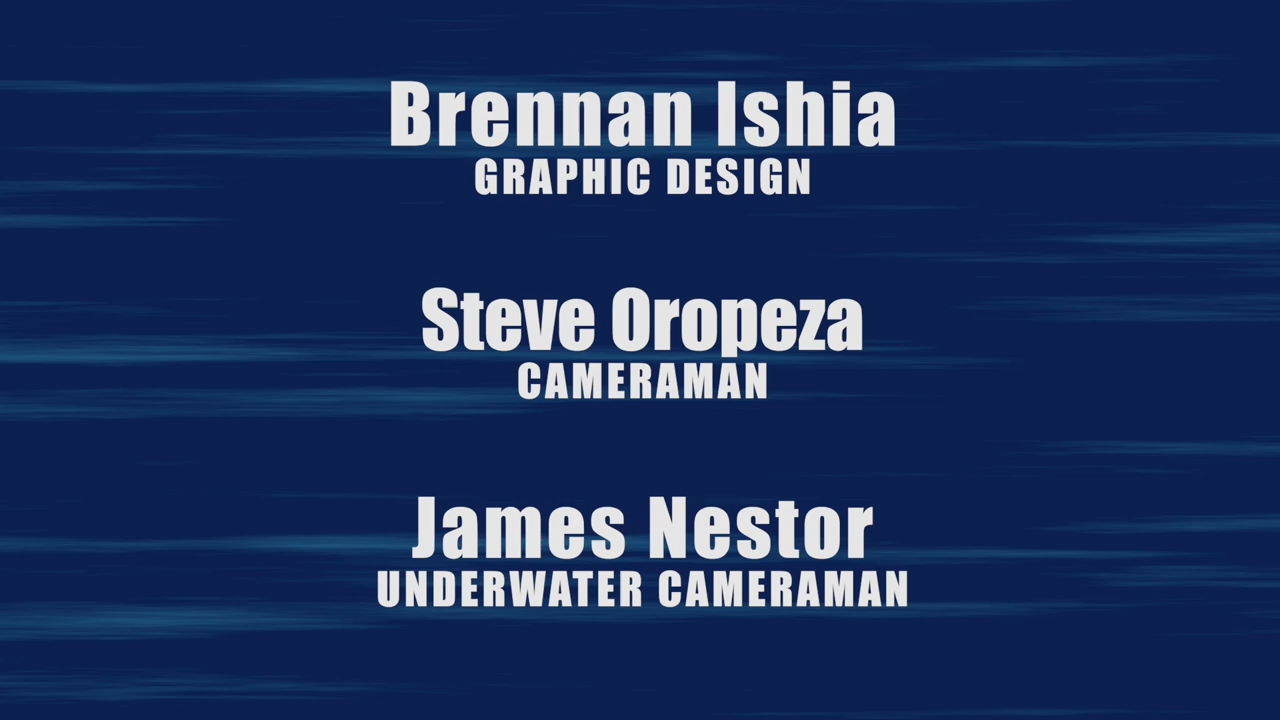 Brennan Ishia
GRAPHIC DESIGN
Steve Oropeza
CAMERAMAN
James Nestor
UNDERWATER CAMERAMAN